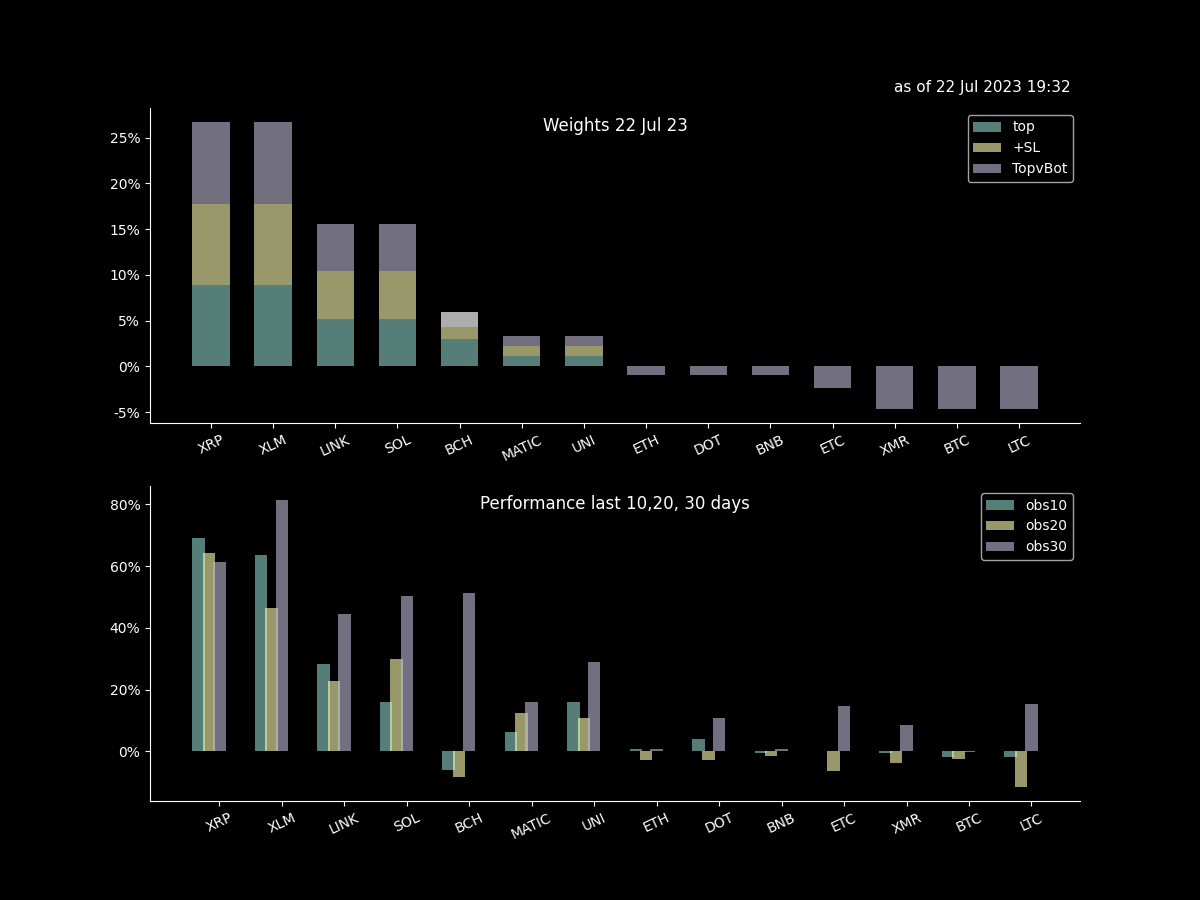 as of 22 Jul 2023 19:32
Weights 22 Jul 23
top
+SL
TopvBot
25%
20%
15%
10%
5%
0%
-5%
XRP XLM LINK SOL BCH MATIC UNI ETH DOT BNB ETC XMR BTC LTC
Performance last 10,20, 30 days
obs10
obs20
obs30
80%
60%
40%
20%
0%
XRP XLM LINK SOL BCH MATIC UNI ETH DOT BNB ETC XMR BTC LTC